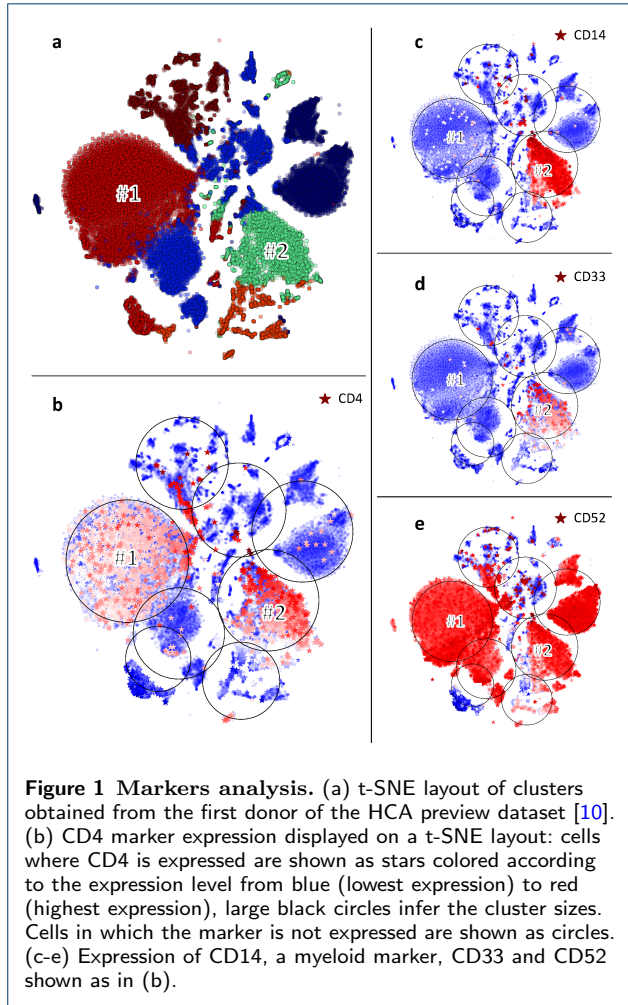 a
#1
#2
b
★ CD4
#1
#2
c
★ CD14
#1
#2
d
★ CD33
#1
#2
e
★ CD52
#1
#2
Figure 1 Markers analysis. (a) t-SNE layout of clusters
obtained from the first donor of the HCA preview dataset [10].
(b) CD4 marker expression displayed on a t-SNE layout: cells
where CD4 is expressed are shown as stars colored according
to the expression level from blue (lowest expression) to red
(highest expression), large black circles infer the cluster sizes.
Cells in which the marker is not expressed are shown as circles.
(c-e) Expression of CD14, a myeloid marker, CD33 and CD52
shown as in (b).